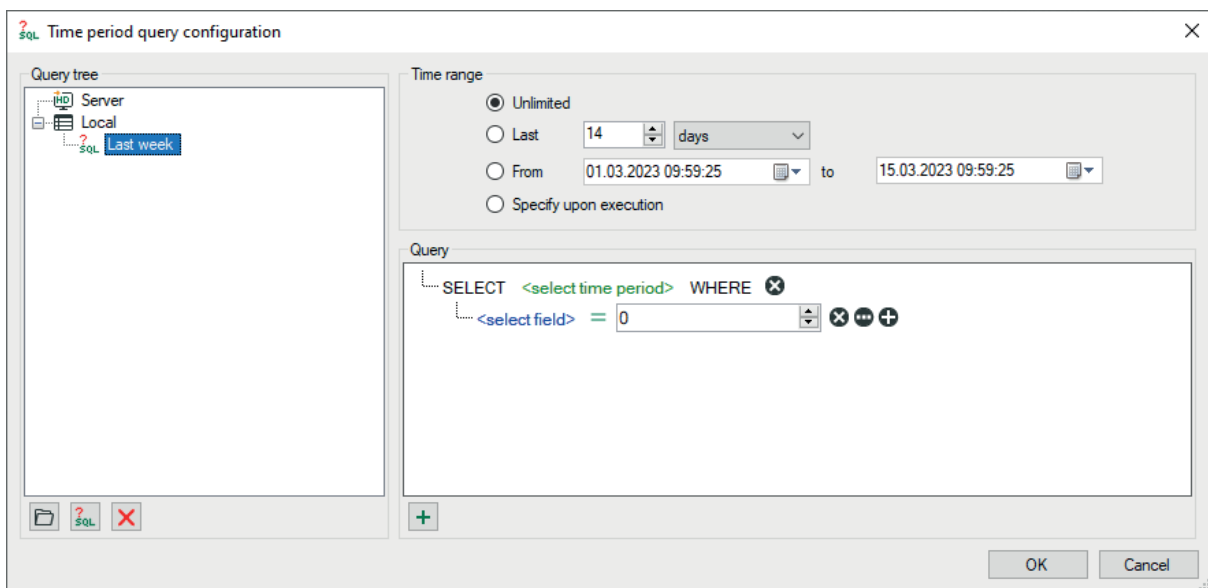 Time period query configuration
Query tree
Server
Local
Last week
Time range
Unlimited
Last 14 days
From 01.03.2023 09:59:25 to 15.03.2023 09:59:25
Specify upon execution
Query
SELECT <select time period> WHERE
<select field> = 0
OK Cancel